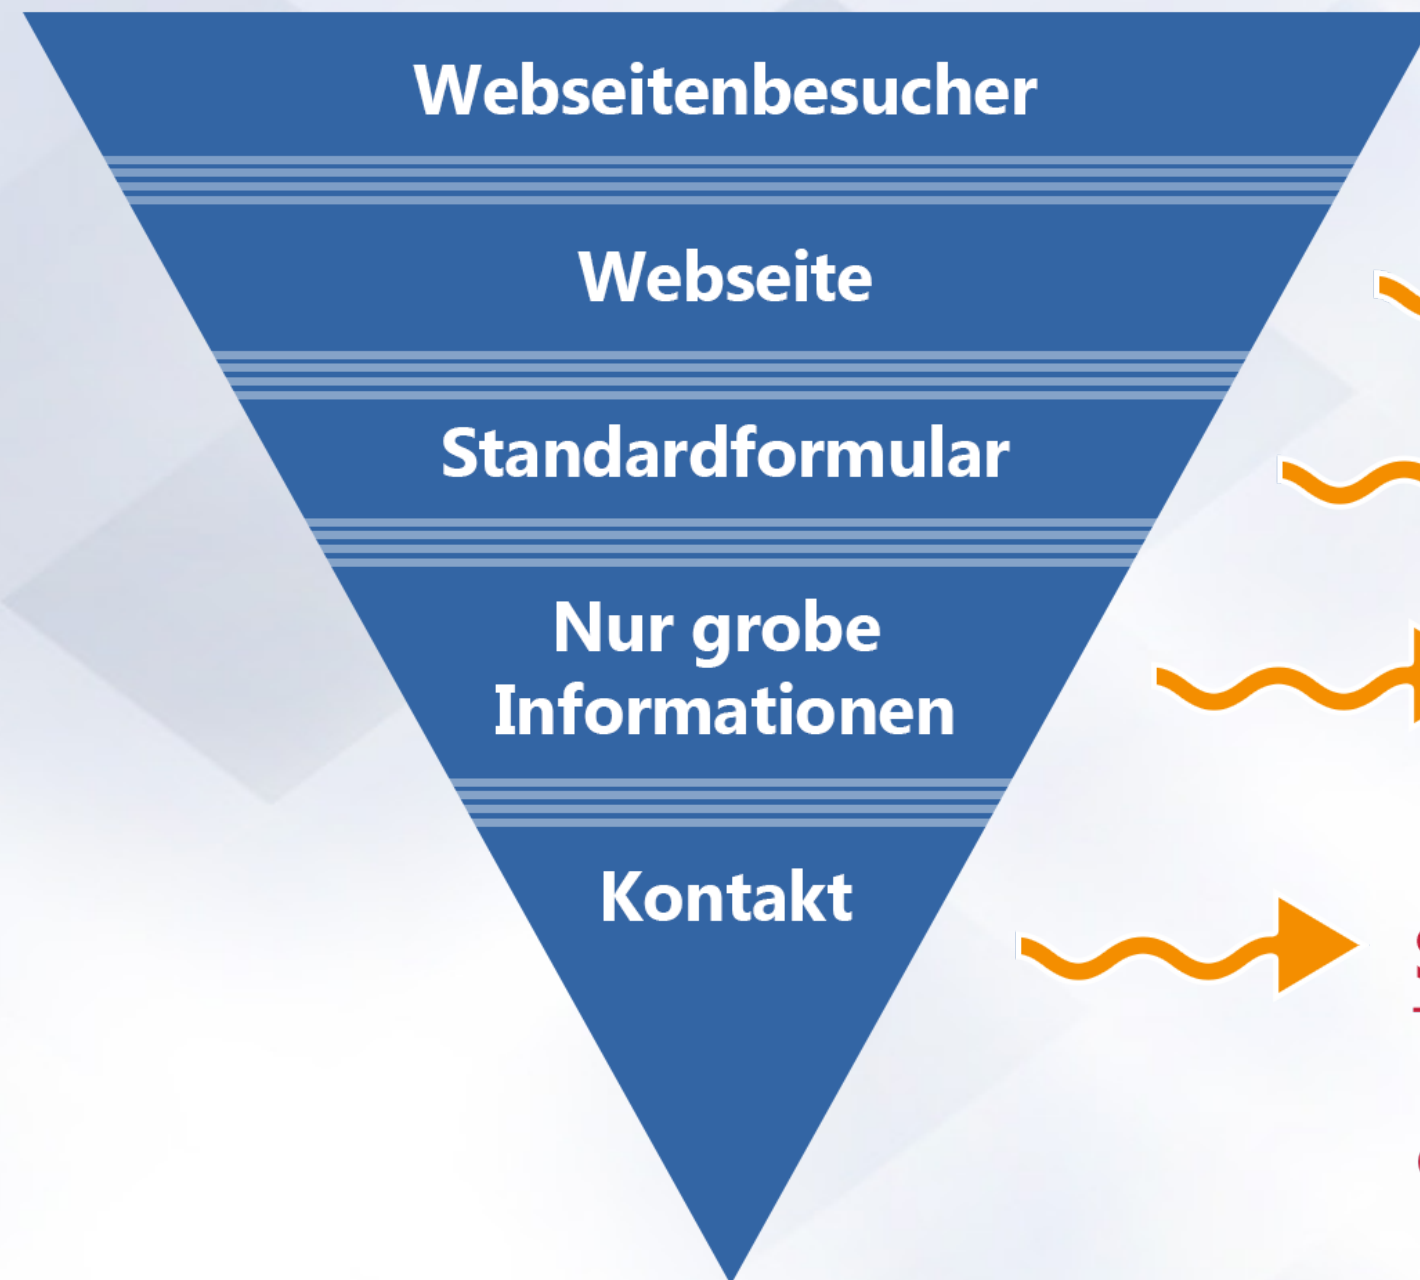 Webseitenbesucher
Webseite
Standardformular
Nur grobe
Informationen
Kontakt